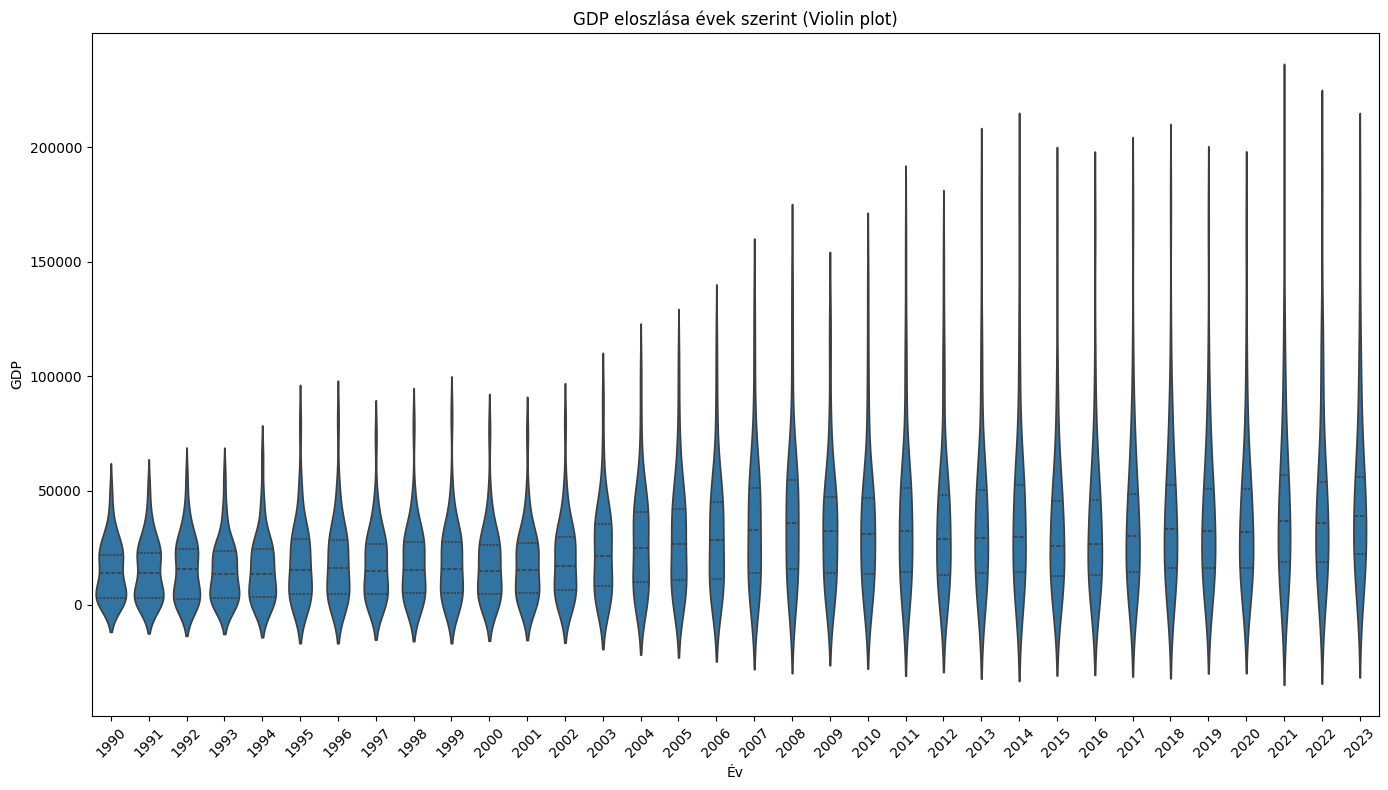 GDP eloszlása évek szerint (Violin plot)
GDP
200000
150000
100000
50000
0
1990 1991 1992 1993 1994 1995 1996 1997 1998 1999 2000 2001 2002 2003 2004 2005 2006 2007 2008 2009 2010 2011 2012 2013 2014 2015 2016 2017 2018 2019 2020 2021 2022 2023
Év